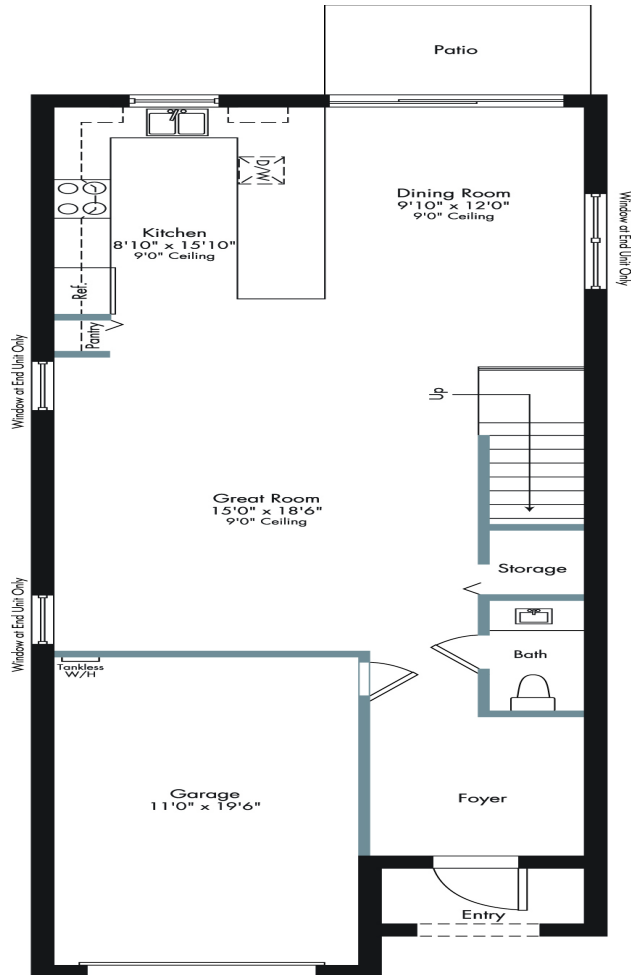 Patio
D/W
Dining Room
9'10" x 12'0"
9'0" Ceiling
Window at End Unit Only
Kitchen
8'10" x 15'10"
9'0" Ceiling
Ref.
Pantry
Window at End Unit Only
Up
Great Room
15'0" x 18'6"
9'0" Ceiling
Storage
Window at End Unit Only
Bath
Tankless
W/H
Garage
11'0" x 19'6"
Foyer
Entry